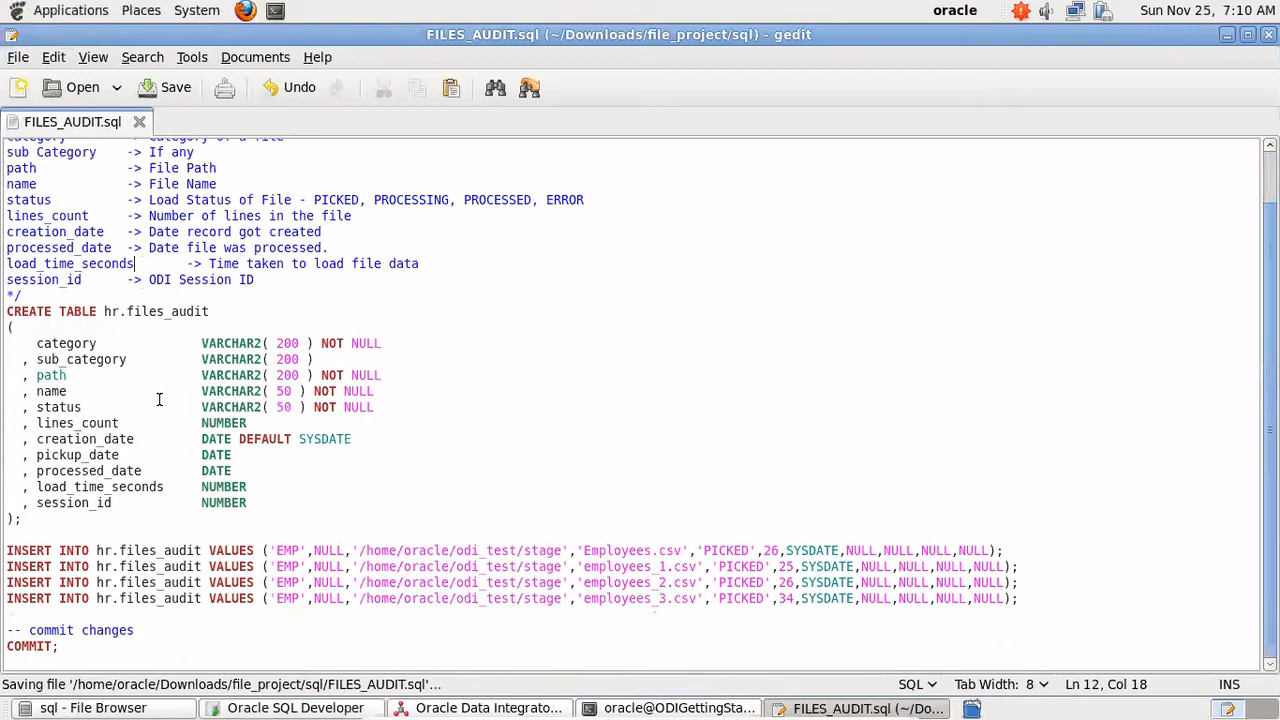 Applications Places System oracle Sun Nov 25, 7:10 AM
FILES_AUDIT.sql (~/Downloads/file_project/sql) - gedit
File Edit View Search Tools Documents Help
Open Save Undo
FILES_AUDIT.sql
sub Category -> If any
path -> File Path
name -> File Name
status -> Load Status of File - PICKED, PROCESSING, PROCESSED, ERROR
lines_count -> Number of lines in the file
creation_date -> Date record got created
processed_date -> Date file was processed.
load_time_seconds -> Time taken to load file data
session_id -> ODI Session ID
*/
CREATE TABLE hr.files_audit
(
category VARCHAR2( 200 ) NOT NULL
, sub_category VARCHAR2( 200 )
, path VARCHAR2( 200 ) NOT NULL
, name VARCHAR2( 50 ) NOT NULL
, status VARCHAR2( 50 ) NOT NULL
, lines_count NUMBER
, creation_date DATE DEFAULT SYSDATE
, pickup_date DATE
, processed_date DATE
, load_time_seconds NUMBER
, session_id NUMBER
);
INSERT INTO hr.files_audit VALUES ('EMP',NULL,'/home/oracle/odi_test/stage','Employees.csv','PICKED',26,SYSDATE,NULL,NULL,NULL,NULL);
INSERT INTO hr.files_audit VALUES ('EMP',NULL,'/home/oracle/odi_test/stage','employees_1.csv','PICKED',25,SYSDATE,NULL,NULL,NULL,NULL);
INSERT INTO hr.files_audit VALUES ('EMP',NULL,'/home/oracle/odi_test/stage','employees_2.csv','PICKED',26,SYSDATE,NULL,NULL,NULL,NULL);
INSERT INTO hr.files_audit VALUES ('EMP',NULL,'/home/oracle/odi_test/stage','employees_3.csv','PICKED',34,SYSDATE,NULL,NULL,NULL,NULL);
-- commit changes
COMMIT;
Saving file '/home/oracle/Downloads/file_project/sql/FILES_AUDIT.sql'... SQL Tab Width: 8 Ln 12, Col 18 INS
sql - File Browser Oracle SQL Developer Oracle Data Integrato... oracle@ODIGettingSta... FILES_AUDIT.sql (~/Do...